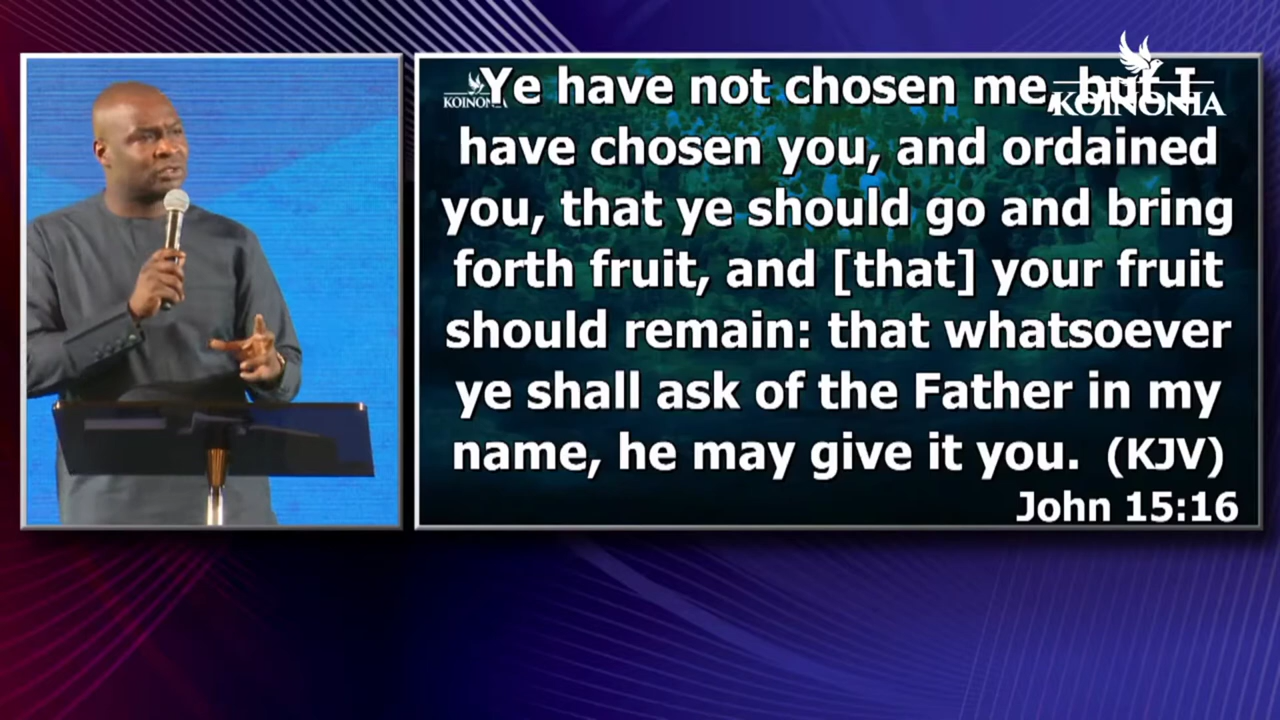 Ye have not chosen me, but I
have chosen you, and ordained
you, that ye should go and bring
forth fruit, and [that] your fruit
should remain: that whatsoever
ye shall ask of the Father in my
name, he may give it you. (KJV)
John 15:16
KOINONIA
KOINONIA